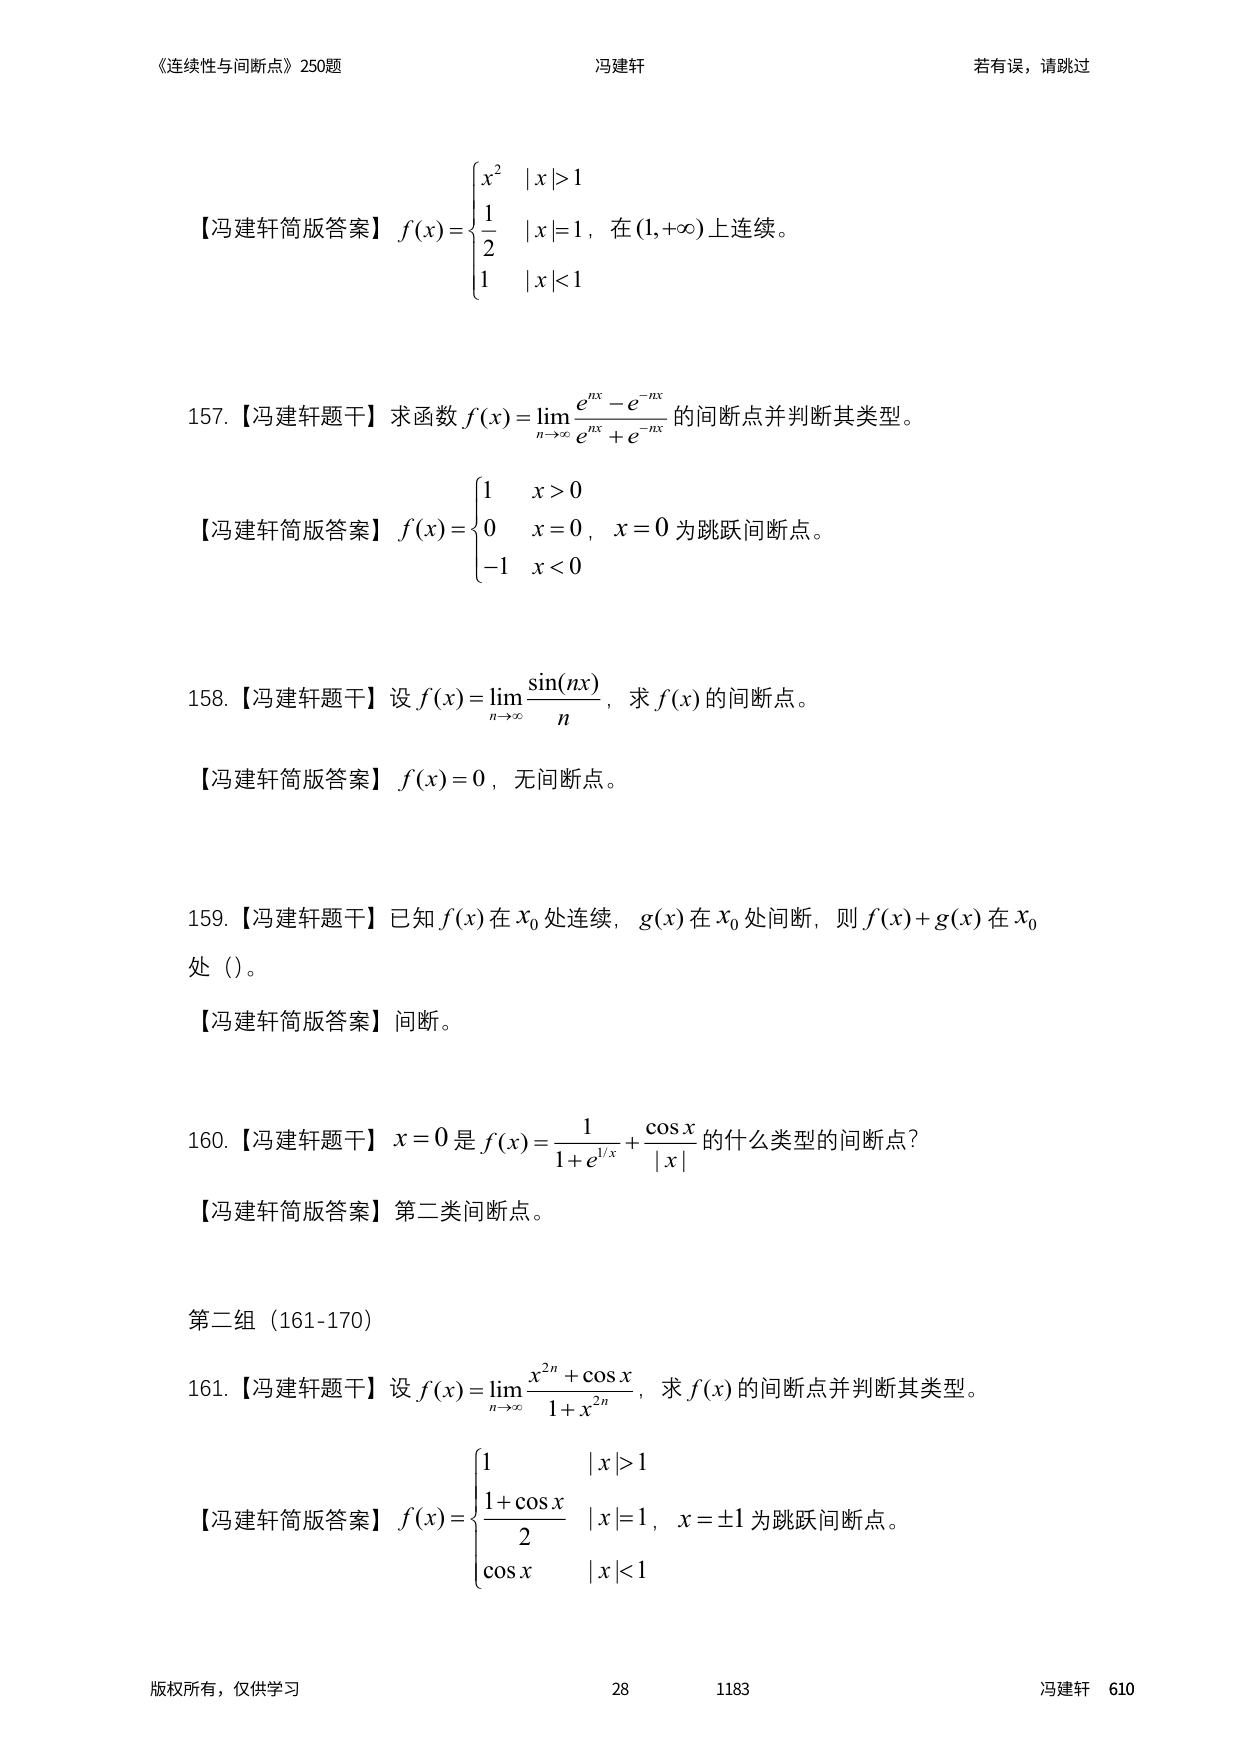 《连续性与间断点》250题 冯建轩 若有误，请跳过
【冯建轩简版答案】 f(x)={x² |x|>1; 1/2 |x|=1; 1 |x|<1 ，在(1,+∞)上连续。
157.【冯建轩题干】求函数 f(x)=lim_{n→∞} (e^{nx}−e^{−nx})/(e^{nx}+e^{−nx}) 的间断点并判断其类型。
【冯建轩简版答案】 f(x)={1 x>0; 0 x=0; −1 x<0 ， x=0 为跳跃间断点。
158.【冯建轩题干】设 f(x)=lim_{n→∞} sin(nx)/n ，求 f(x) 的间断点。
【冯建轩简版答案】 f(x)=0 ，无间断点。
159.【冯建轩题干】已知 f(x) 在 x₀ 处连续，g(x) 在 x₀ 处间断，则 f(x)+g(x) 在 x₀
处（）。
【冯建轩简版答案】间断。
160.【冯建轩题干】 x=0 是 f(x)=1/(1+e^{1/x})+cos x/|x| 的什么类型的间断点？
【冯建轩简版答案】第二类间断点。
第二组（161-170）
161.【冯建轩题干】设 f(x)=lim_{n→∞} (x^{2n}+cos x)/(1+x^{2n}) ，求 f(x) 的间断点并判断其类型。
【冯建轩简版答案】 f(x)={1 |x|>1; (1+cos x)/2 |x|=1; cos x |x|<1 ， x=±1 为跳跃间断点。
版权所有，仅供学习 28 1183 冯建轩 610